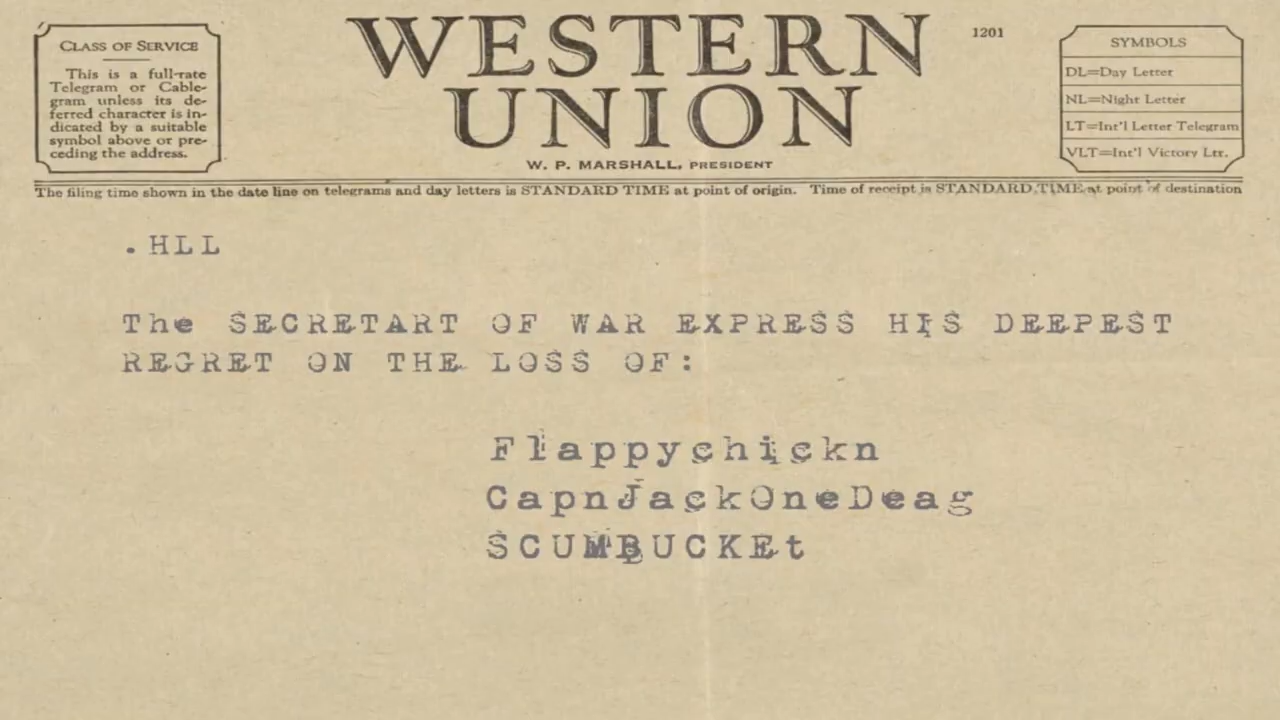 CLASS OF SERVICE
This is a full-rate
Telegram or Cable-
gram unless its de-
ferred character is in-
dicated by a suitable
symbol above or pre-
ceding the address.
WESTERN
UNION
W. P. MARSHALL, PRESIDENT
1201
SYMBOLS
DL=Day Letter
NL=Night Letter
LT=Int'l Letter Telegram
VLT=Int'l Victory Ltr.
The filing time shown in the date line on telegrams and day letters is STANDARD TIME at point of origin. Time of receipt is STANDARD TIME at point of destination
.HLL
The SECRETART OF WAR EXPRESS HIS DEEPEST
REGRET ON THE LOSS OF:
Flappychickn
CapnJackOneDeag
SCUMBUCKEt